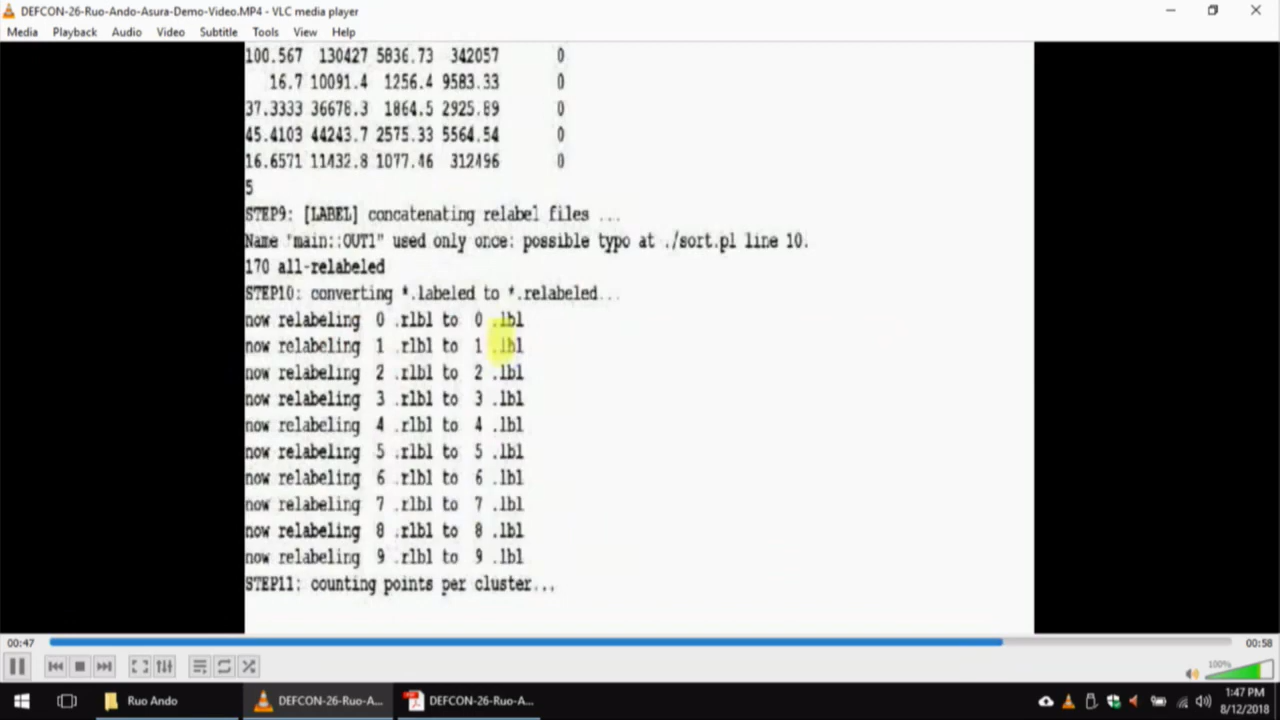 DEFCON-26-Ruo-Ando-Asura-Demo-Video.MP4 - VLC media player
Media Playback Audio Video Subtitle Tools View Help
100.567 130427 5836.73 342057 0
16.7 10091.4 1256.4 9583.33 0
37.3333 36678.3 1864.5 2925.89 0
45.4103 44243.7 2575.33 5564.54 0
16.6571 11432.8 1077.46 312496 0
5
STEP9: [LABEL] concatenating relabel files ...
Name "main::OUT1" used only once: possible typo at ./sort.pl line 10.
170 all-relabeled
STEP10: converting *.labeled to *.relabeled...
now relabeling 0 .rlbl to 0 .lbl
now relabeling 1 .rlbl to 1 .lbl
now relabeling 2 .rlbl to 2 .lbl
now relabeling 3 .rlbl to 3 .lbl
now relabeling 4 .rlbl to 4 .lbl
now relabeling 5 .rlbl to 5 .lbl
now relabeling 6 .rlbl to 6 .lbl
now relabeling 7 .rlbl to 7 .lbl
now relabeling 8 .rlbl to 8 .lbl
now relabeling 9 .rlbl to 9 .lbl
STEP11: counting points per cluster...
00:47 00:58
100%
Ruo Ando DEFCON-26-Ruo-A... DEFCON-26-Ruo-A...
1:47 PM
8/12/2018